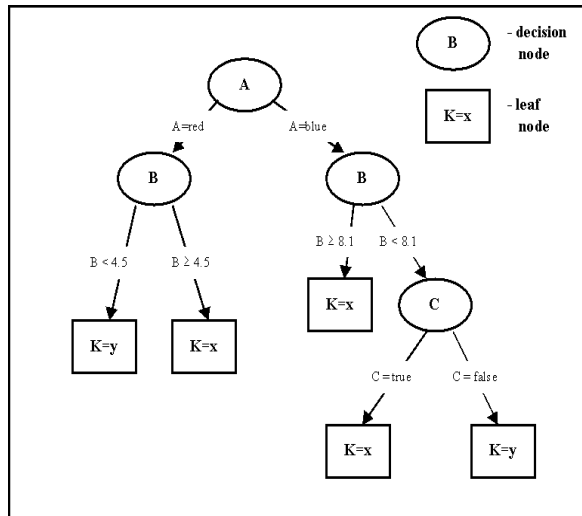 B
- decision
node
A
K=x
- leaf
node
A=red
A=blue
B
B
B < 4.5
B ≥ 4.5
B ≥ 8.1
B < 8.1
K=x
C
K=y
K=x
C = true
C = false
K=x
K=y